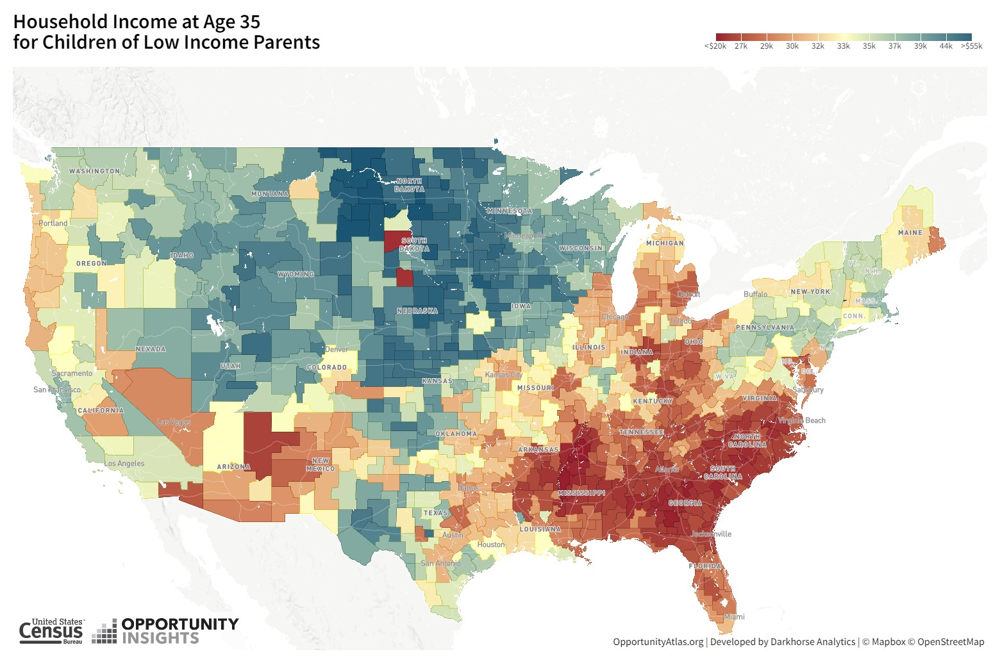 Household Income at Age 35
for Children of Low Income Parents
<$20k 27k 29k 30k 32k 33k 35k 37k 39k 44k >$55k
WASHINGTON
NORTH
DAKOTA
MONTANA
MINNESOTA
Portland
MAINE
Minneapolis
SOUTH
DAKOTA
MICHIGAN
WISCONSIN
IDAHO
OREGON
VT.
N.H.
WYOMING
NEW YORK
Buffalo
Detroit
MASS.
IOWA
NEBRASKA
CONN.
Chicago
Toledo
PENNSYLVANIA
OHIO
NEVADA
Denver
ILLINOIS
INDIANA
N.J.
UTAH
COLORADO
MD.
DEL.
Sacramento
Kansas City
W.VA.
KANSAS
San Francisco
MISSOURI
Salisbury
KENTUCKY
VIRGINIA
CALIFORNIA
Las Vegas
Virginia Beach
OKLAHOMA
TENNESSEE
NORTH
CAROLINA
ARKANSAS
Los Angeles
ARIZONA
NEW
MEXICO
Atlanta
SOUTH
CAROLINA
Dallas
MISSISSIPPI
GEORGIA
TEXAS
LOUISIANA
Austin
Jacksonville
Houston
San Antonio
FLORIDA
Miami
United States™
Census
Bureau
OPPORTUNITY
INSIGHTS
OpportunityAtlas.org | Developed by Darkhorse Analytics | © Mapbox © OpenStreetMap